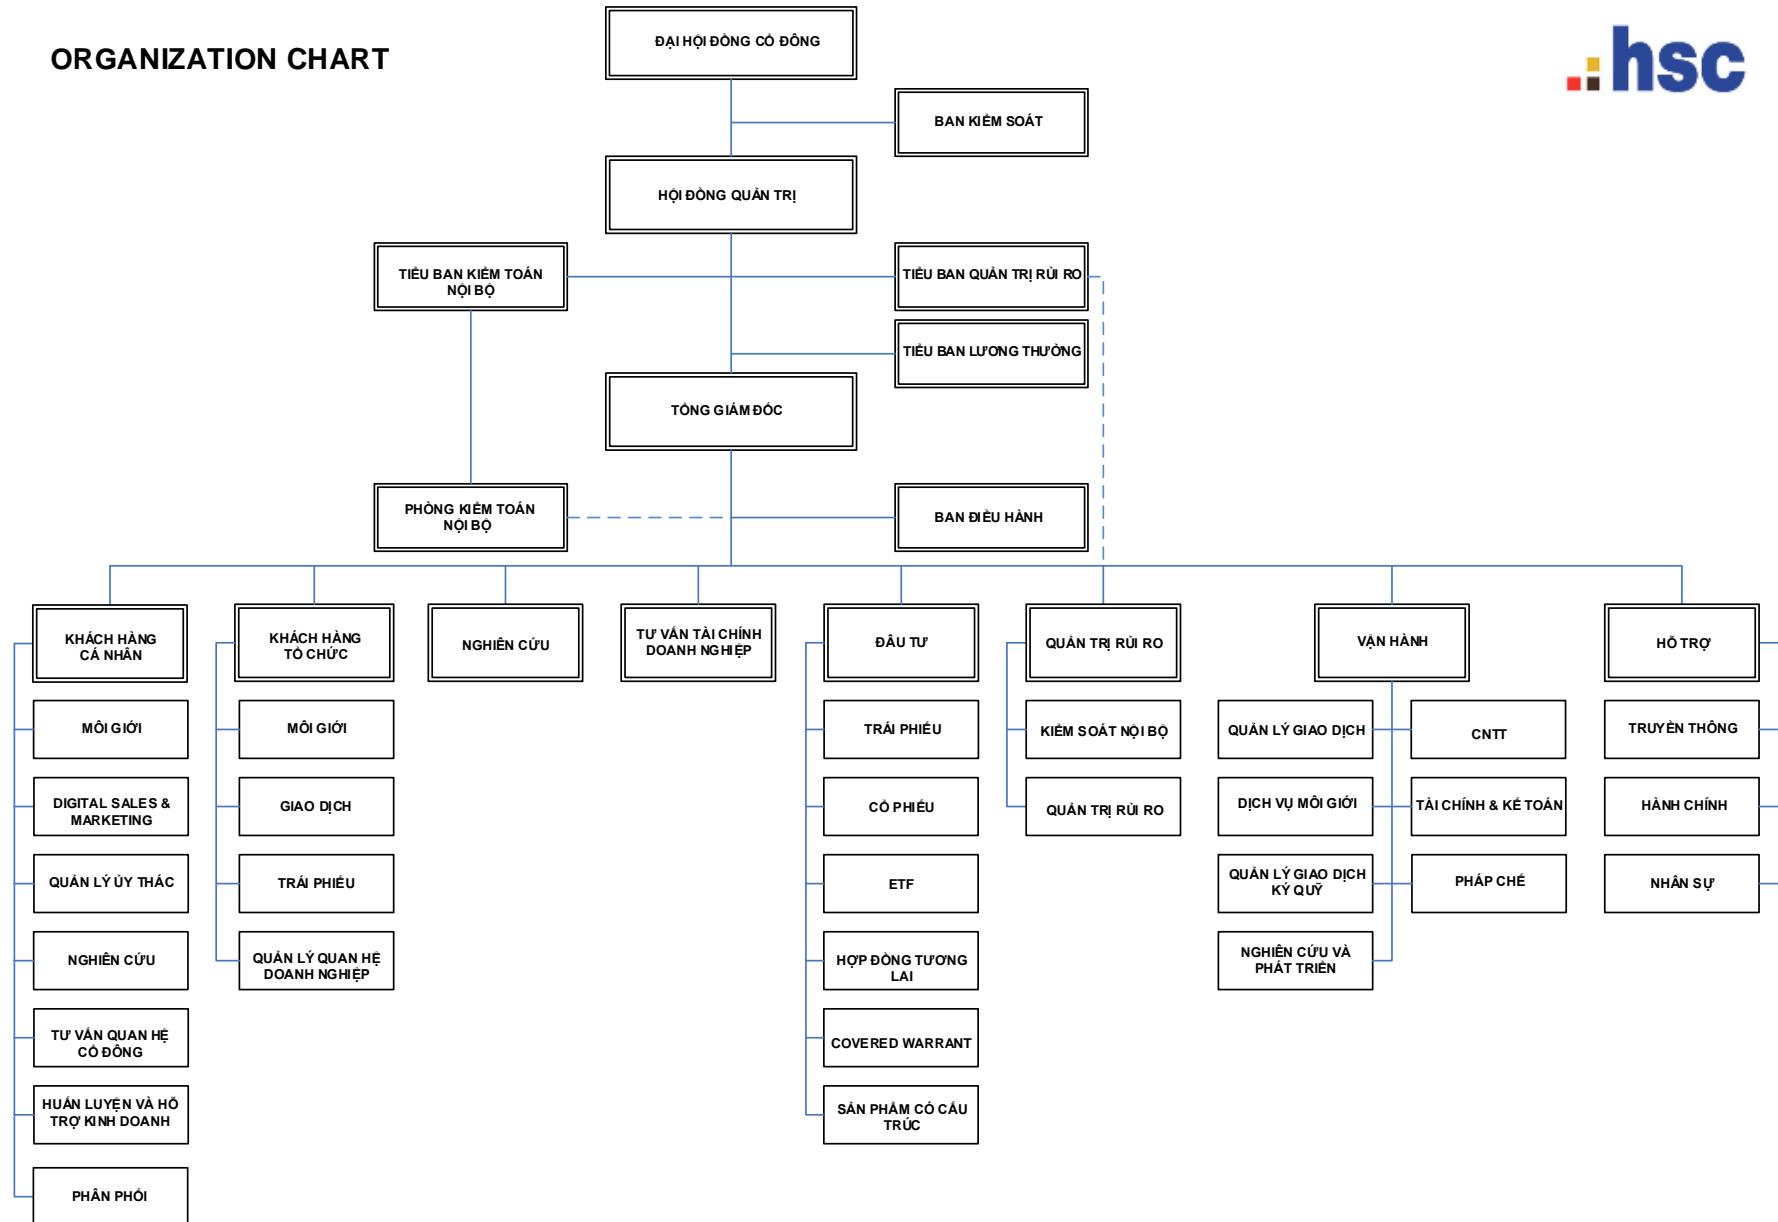 ORGANIZATION CHART
hsc
ĐẠI HỘI ĐỒNG CỔ ĐÔNG
BAN KIỂM SOÁT
HỘI ĐỒNG QUẢN TRỊ
TIỂU BAN KIỂM TOÁN
NỘI BỘ
TIỂU BAN QUẢN TRỊ RỦI RO
TIỂU BAN LƯƠNG THƯỞNG
TỔNG GIÁM ĐỐC
PHÒNG KIỂM TOÁN
NỘI BỘ
BAN ĐIỀU HÀNH
KHÁCH HÀNG
CÁ NHÂN
MÔI GIỚI
DIGITAL SALES &
MARKETING
QUẢN LÝ ỦY THÁC
NGHIÊN CỨU
TƯ VẤN QUAN HỆ
CỔ ĐÔNG
HUẤN LUYỆN VÀ HỖ
TRỢ KINH DOANH
PHÂN PHỐI
KHÁCH HÀNG
TỔ CHỨC
MÔI GIỚI
GIAO DỊCH
TRÁI PHIẾU
QUẢN LÝ QUAN HỆ
DOANH NGHIỆP
NGHIÊN CỨU
TƯ VẤN TÀI CHÍNH
DOANH NGHIỆP
ĐẦU TƯ
TRÁI PHIẾU
CỔ PHIẾU
ETF
HỢP ĐỒNG TƯƠNG
LAI
COVERED WARRANT
SẢN PHẨM CÓ CẤU
TRÚC
QUẢN TRỊ RỦI RO
KIỂM SOÁT NỘI BỘ
QUẢN TRỊ RỦI RO
VẬN HÀNH
QUẢN LÝ GIAO DỊCH
DỊCH VỤ MÔI GIỚI
QUẢN LÝ GIAO DỊCH
KÝ QUỸ
NGHIÊN CỨU VÀ
PHÁT TRIỂN
CNTT
TÀI CHÍNH & KẾ TOÁN
PHÁP CHẾ
HỖ TRỢ
TRUYỀN THÔNG
HÀNH CHÍNH
NHÂN SỰ